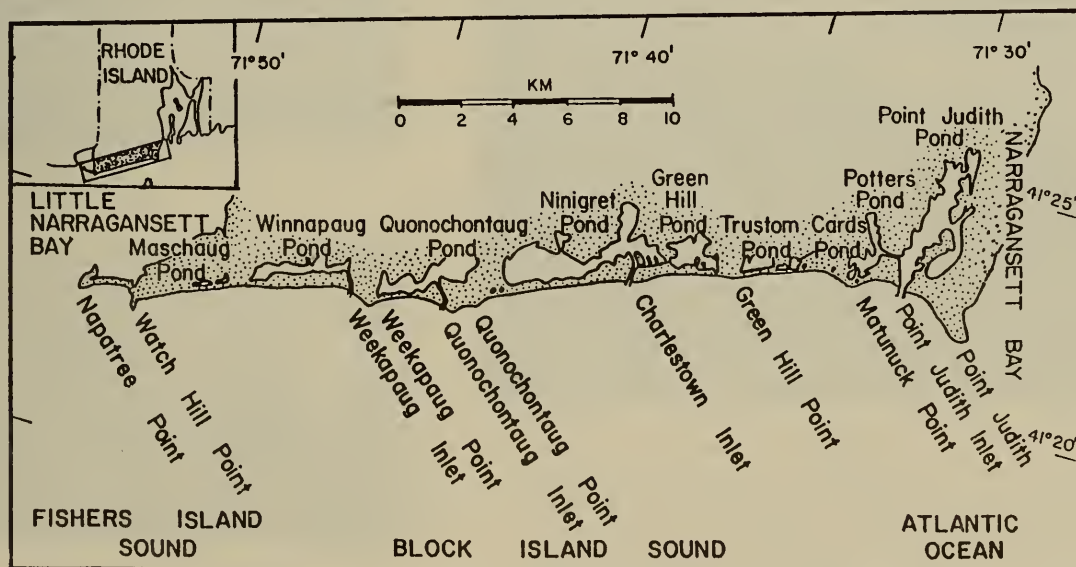 RHODE
ISLAND
71° 50'
71° 40'
71° 30'
KM
0 2 4 6 8 10
Point Judith
Pond
NARRAGANSETT BAY
LITTLE
NARRAGANSETT
BAY
Maschaug
Pond
Winnapaug
Pond
Quonochontaug
Pond
Ninigret
Pond
Green
Hill
Pond
Trustom
Pond
Cards
Pond
Potters
Pond
41°25'
Napatree Point
Watch Hill Point
Weekapaug Inlet
Weekapaug Point
Quonochontaug Inlet
Quonochontaug Point
Charlestown Inlet
Green Hill Point
Matunuck Point
Point Judith Inlet
Point Judith
41°20'
FISHERS ISLAND
SOUND
BLOCK ISLAND SOUND
ATLANTIC
OCEAN